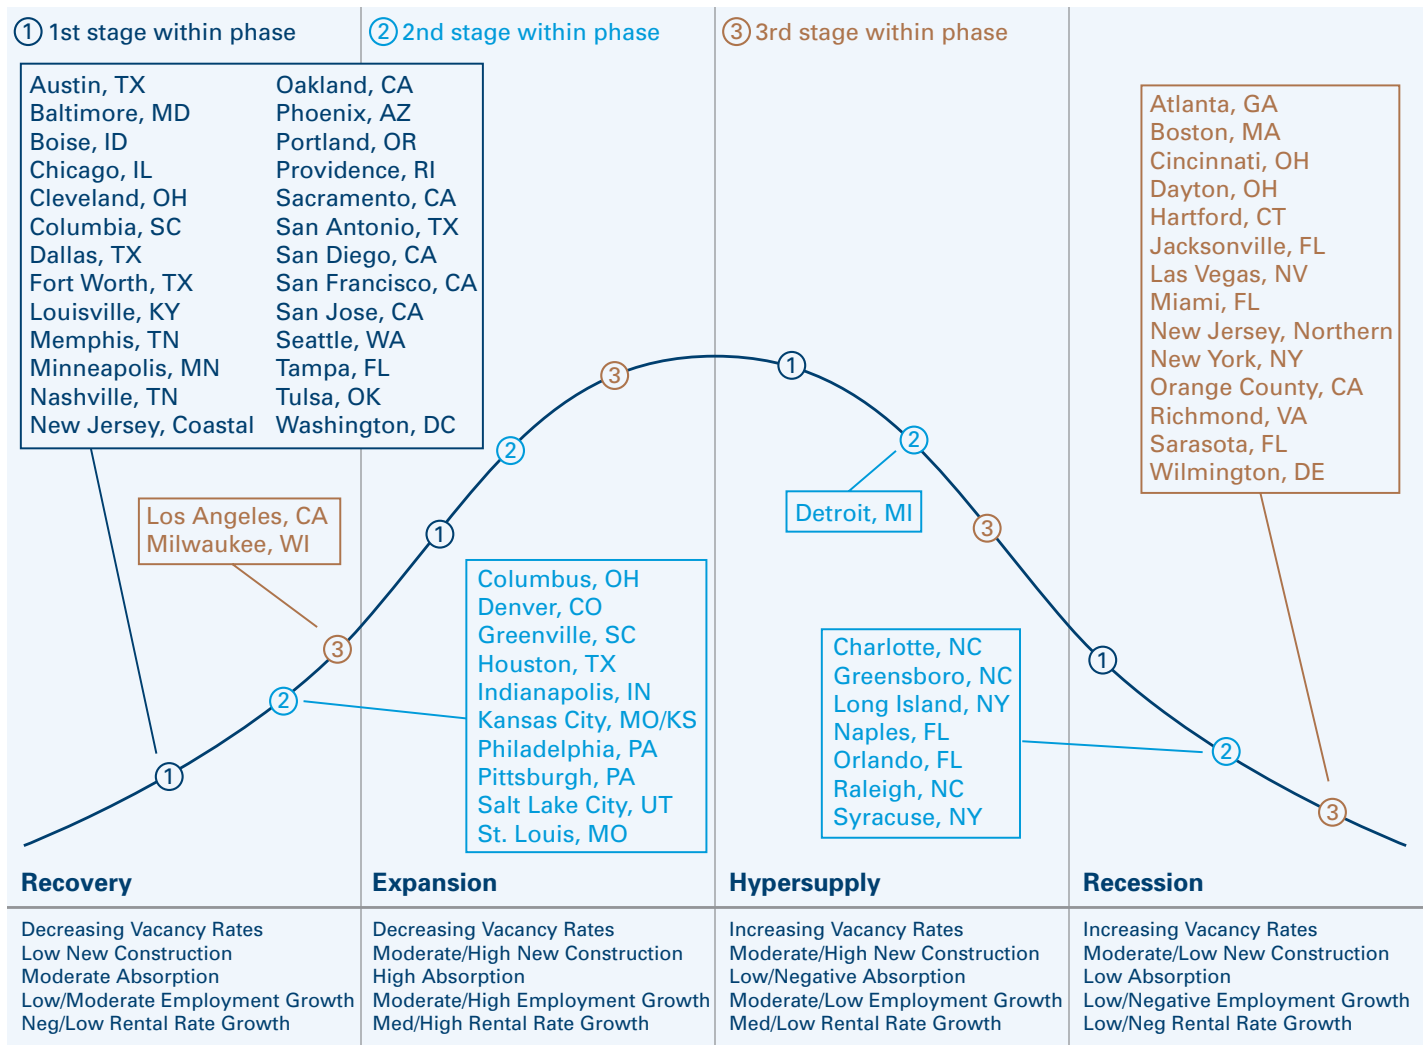 1 1st stage within phase
2 2nd stage within phase
3 3rd stage within phase
Austin, TX
Baltimore, MD
Boise, ID
Chicago, IL
Cleveland, OH
Columbia, SC
Dallas, TX
Fort Worth, TX
Louisville, KY
Memphis, TN
Minneapolis, MN
Nashville, TN
New Jersey, Coastal
Oakland, CA
Phoenix, AZ
Portland, OR
Providence, RI
Sacramento, CA
San Antonio, TX
San Diego, CA
San Francisco, CA
San Jose, CA
Seattle, WA
Tampa, FL
Tulsa, OK
Washington, DC
Los Angeles, CA
Milwaukee, WI
1
2
3
Columbus, OH
Denver, CO
Greenville, SC
Houston, TX
Indianapolis, IN
Kansas City, MO/KS
Philadelphia, PA
Pittsburgh, PA
Salt Lake City, UT
St. Louis, MO
1
2
3
Detroit, MI
1
2
3
Charlotte, NC
Greensboro, NC
Long Island, NY
Naples, FL
Orlando, FL
Raleigh, NC
Syracuse, NY
Atlanta, GA
Boston, MA
Cincinnati, OH
Dayton, OH
Hartford, CT
Jacksonville, FL
Las Vegas, NV
Miami, FL
New Jersey, Northern
New York, NY
Orange County, CA
Richmond, VA
Sarasota, FL
Wilmington, DE
1
2
3
Recovery
Decreasing Vacancy Rates
Low New Construction
Moderate Absorption
Low/Moderate Employment Growth
Neg/Low Rental Rate Growth
Expansion
Decreasing Vacancy Rates
Moderate/High New Construction
High Absorption
Moderate/High Employment Growth
Med/High Rental Rate Growth
Hypersupply
Increasing Vacancy Rates
Moderate/High New Construction
Low/Negative Absorption
Moderate/Low Employment Growth
Med/Low Rental Rate Growth
Recession
Increasing Vacancy Rates
Moderate/Low New Construction
Low Absorption
Low/Negative Employment Growth
Low/Neg Rental Rate Growth